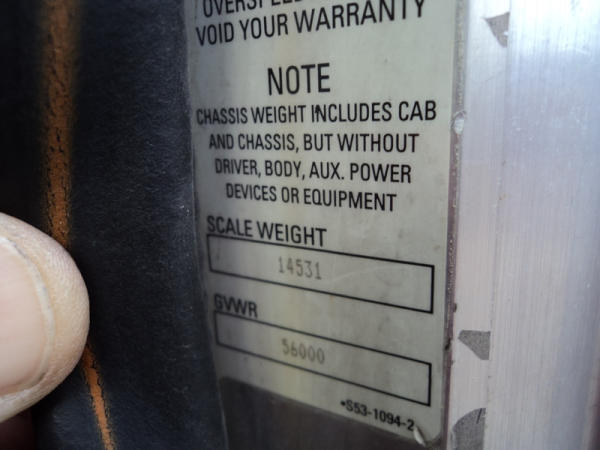 VOID YOUR WARRANTY
NOTE
CHASSIS WEIGHT INCLUDES CAB
AND CHASSIS, BUT WITHOUT
DRIVER, BODY, AUX. POWER
DEVICES OR EQUIPMENT
SCALE WEIGHT
14531
GVWR
56000
•S53-1094-2